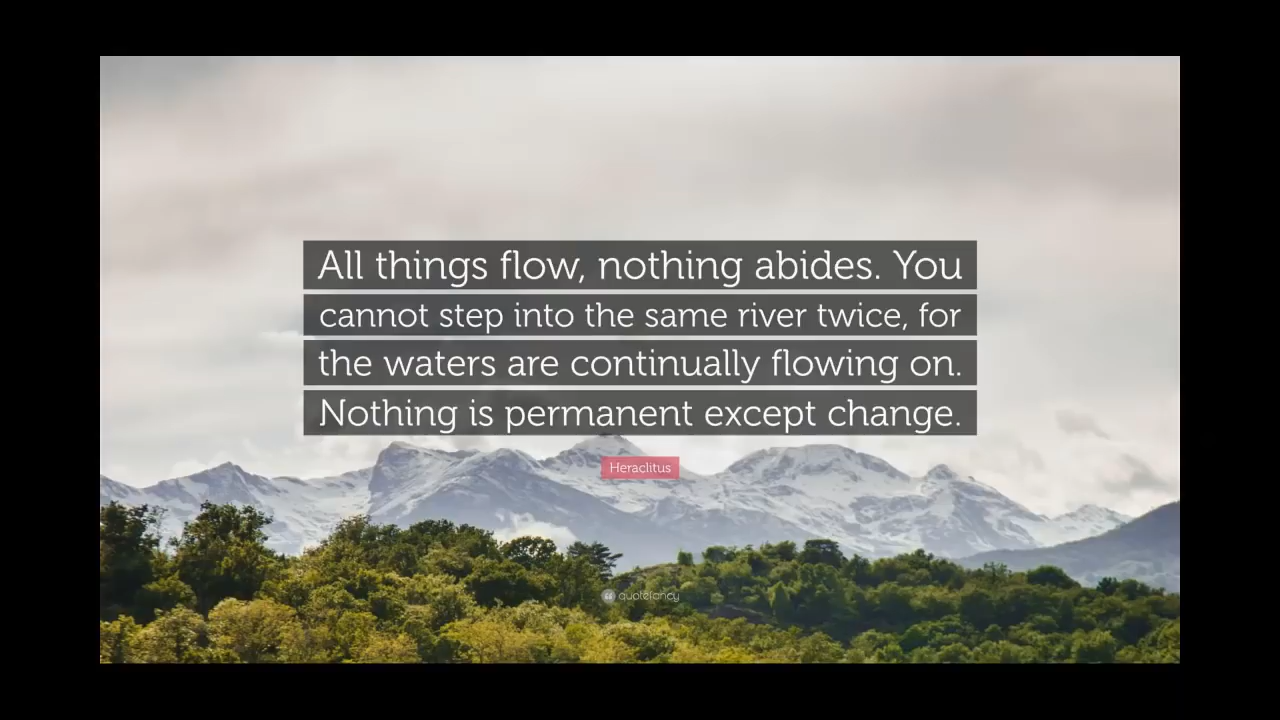 All things flow, nothing abides. You
cannot step into the same river twice, for
the waters are continually flowing on.
Nothing is permanent except change.
Heraclitus
quotefancy